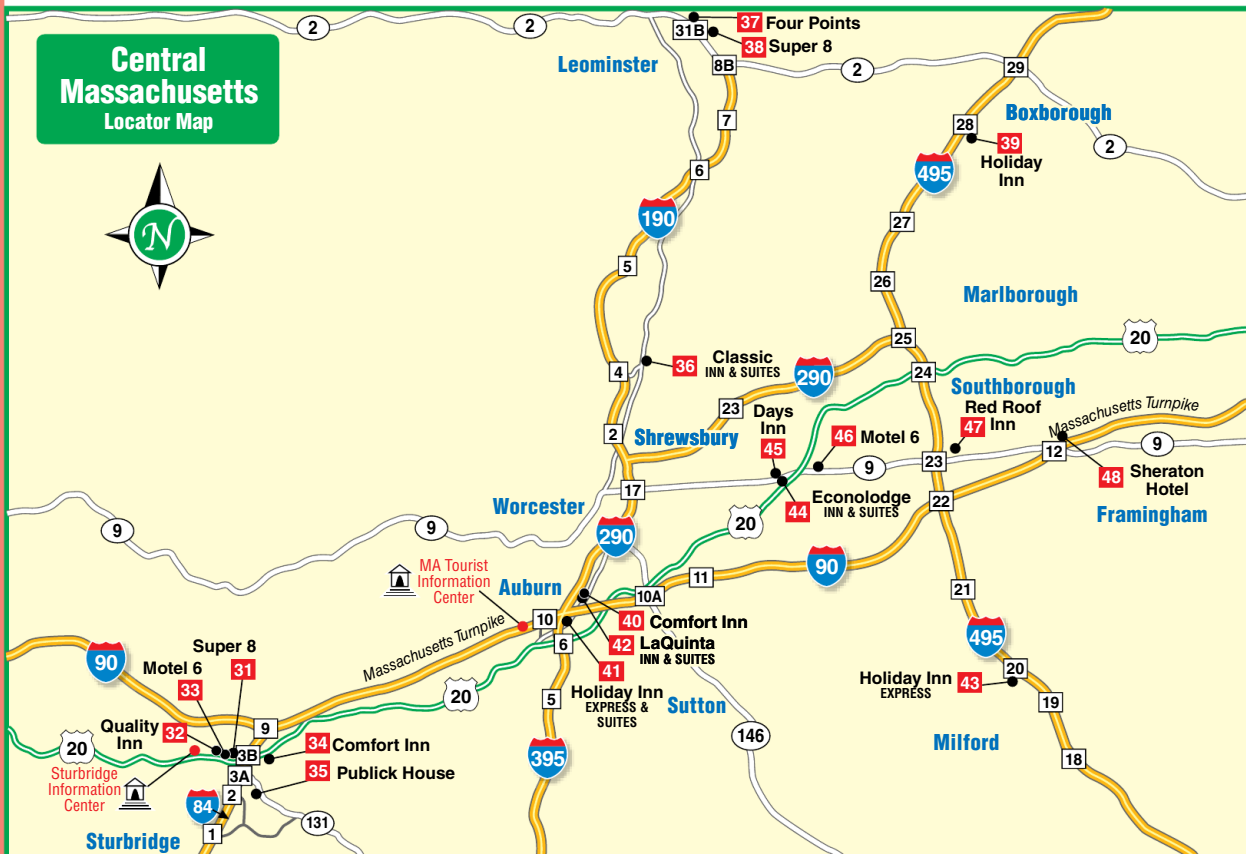 Central
Massachusetts
Locator Map
N
2
2
31B
37 Four Points
38 Super 8
Leominster
8B
2
29
Boxborough
7
28
39
Holiday
Inn
2
6
495
190
27
5
26
Marlborough
25
20
4
36 Classic
INN & SUITES
290
24
Southborough
23
Days
Inn
45
Red Roof
Inn
47
Massachusetts Turnpike
2
Shrewsbury
46 Motel 6
9
23
12
9
48 Sheraton
Hotel
17
44 Econolodge
INN & SUITES
22
Framingham
Worcester
9
9
290
20
MA Tourist
Information
Center
Auburn
11
90
10A
21
10
40 Comfort Inn
42 LaQuinta
INN & SUITES
6
41
Holiday Inn
EXPRESS &
SUITES
495
20
Holiday Inn
EXPRESS
43
Massachusetts Turnpike
90
Super 8
31
Motel 6
33
20
5
Sutton
19
Quality
Inn
32
9
146
Milford
20
3B
34 Comfort Inn
395
18
Sturbridge
Information
Center
3A
35 Publick House
2
84
131
1
Sturbridge